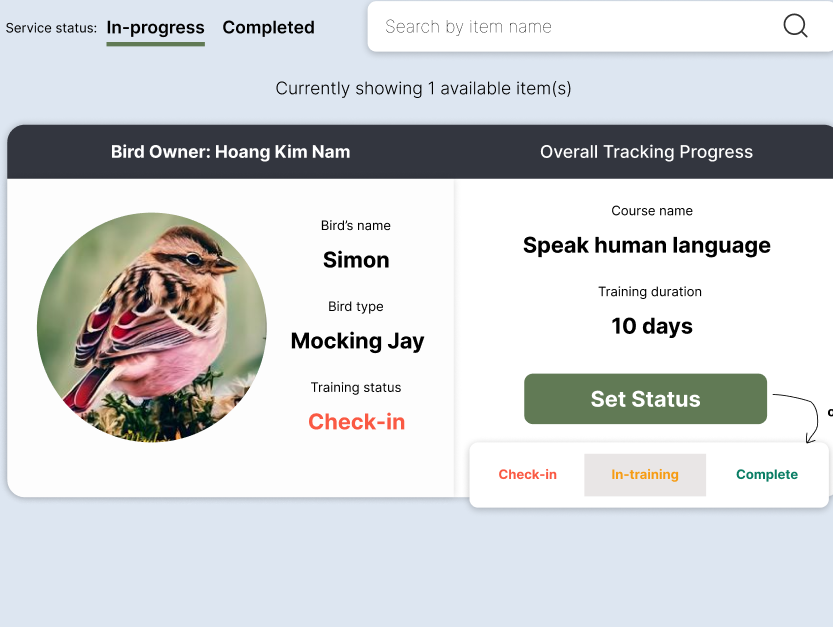 Service status: In-progress Completed
Search by item name
Currently showing 1 available item(s)
Bird Owner: Hoang Kim Nam
Overall Tracking Progress
Bird's name
Simon
Bird type
Mocking Jay
Training status
Check-in
Course name
Speak human language
Training duration
10 days
Set Status
Check-in In-training Complete